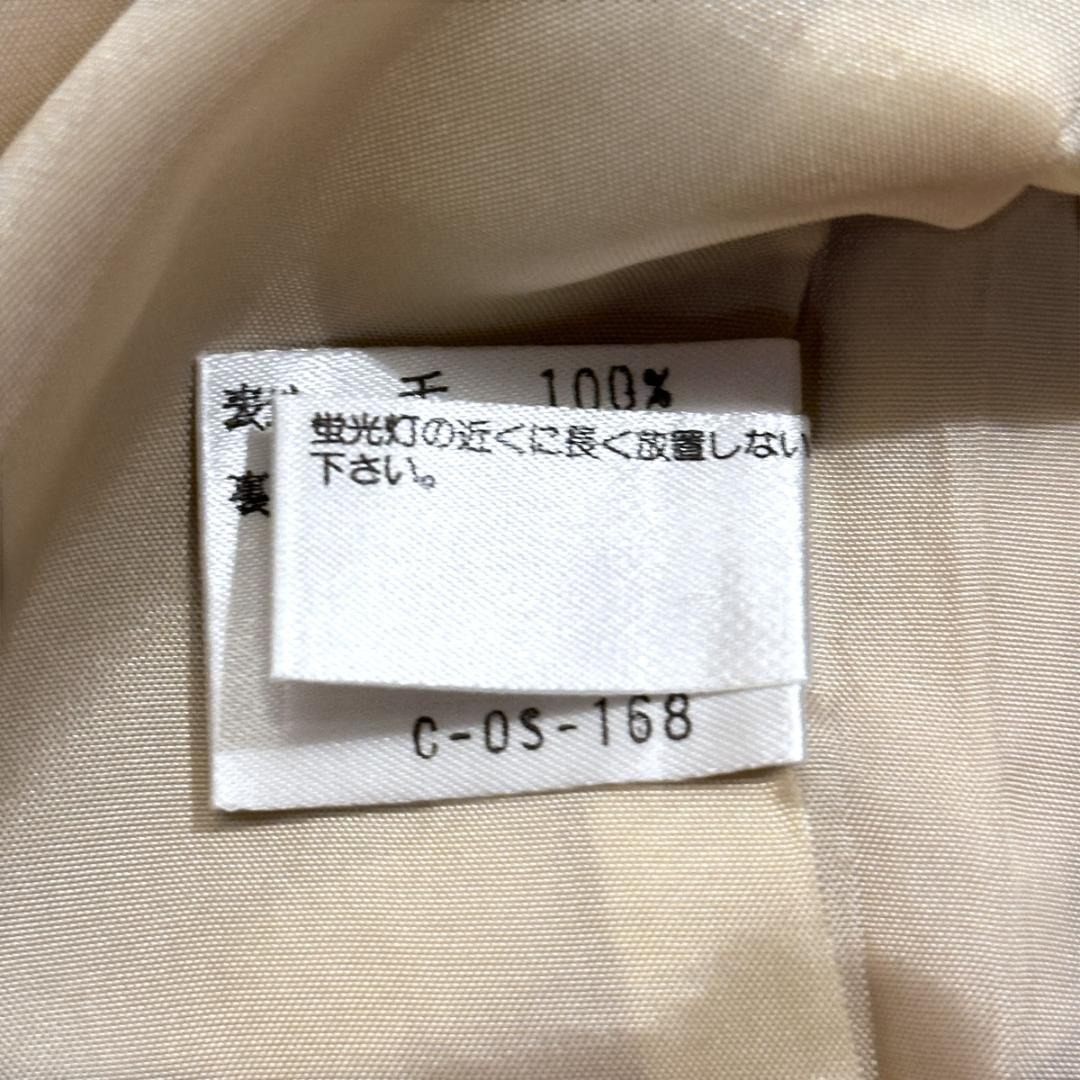 表 毛 100%
蛍光灯の近くに長く放置しない
下さい。
裏
C-OS-168